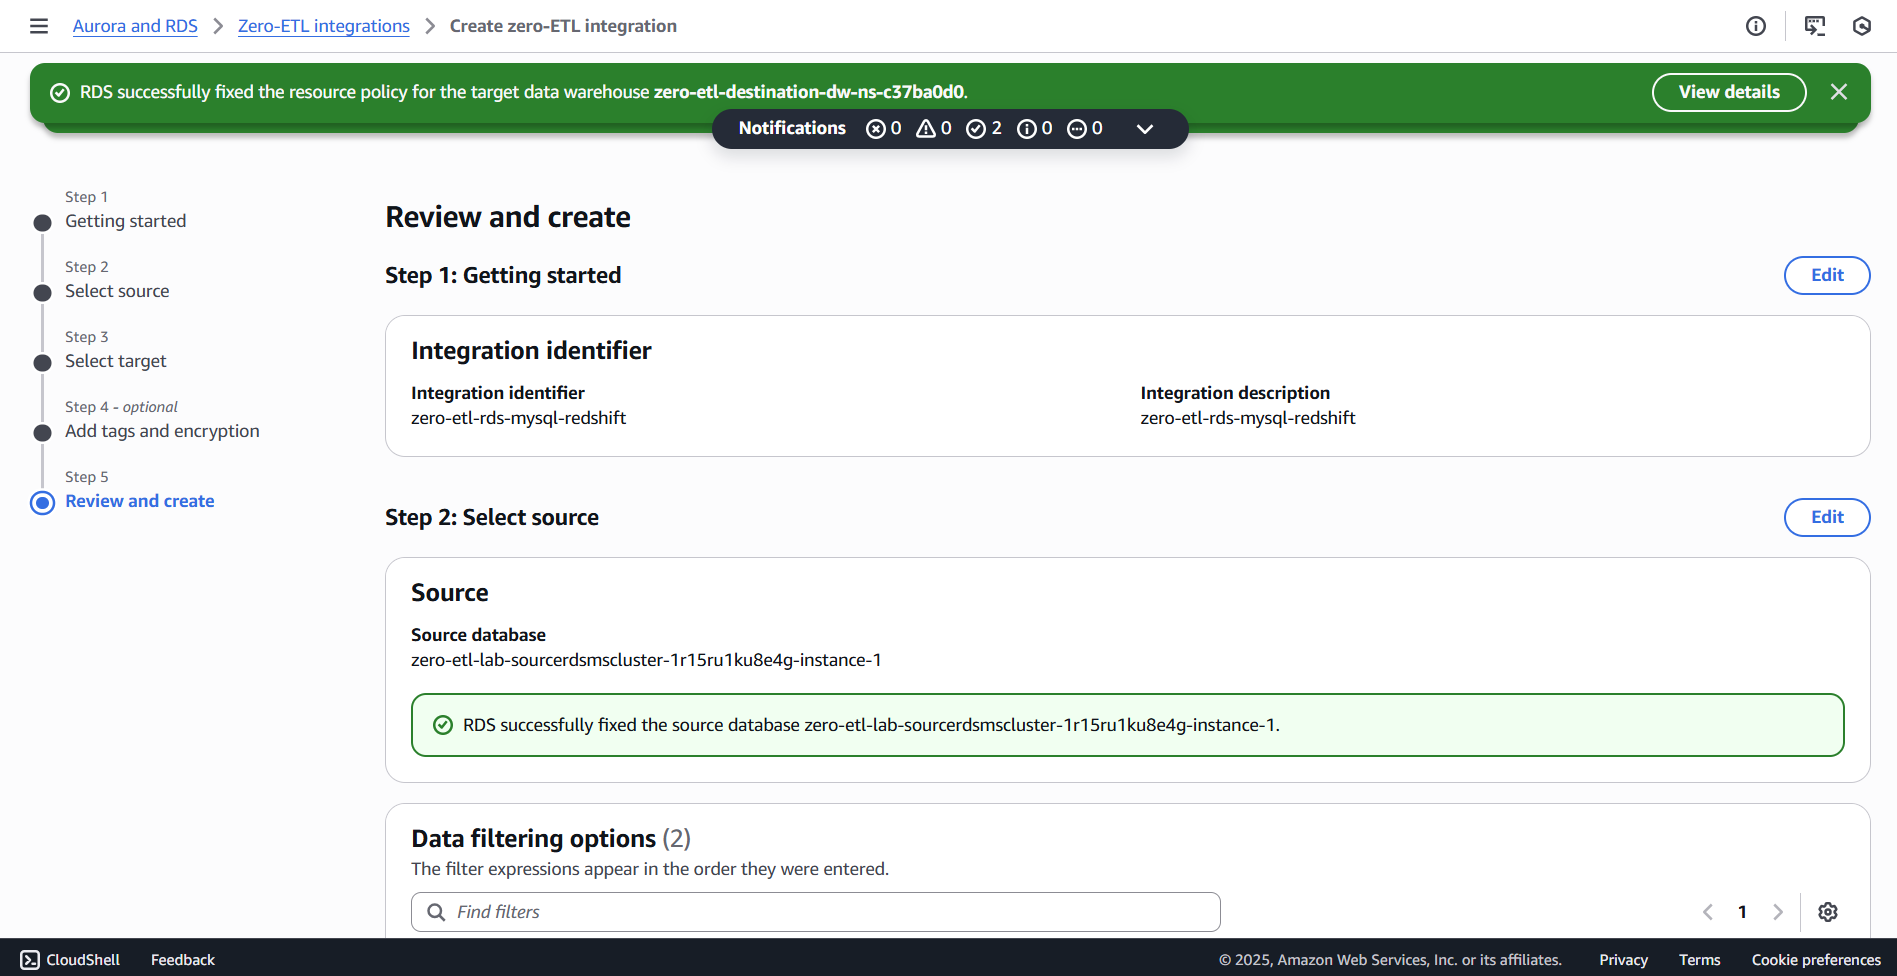 Aurora and RDS > Zero-ETL integrations > Create zero-ETL integration
RDS successfully fixed the resource policy for the target data warehouse zero-etl-destination-dw-ns-c37ba0d0.
View details
Notifications 0 0 2 0 0
Step 1
Getting started
Step 2
Select source
Step 3
Select target
Step 4 - optional
Add tags and encryption
Step 5
Review and create
Review and create
Step 1: Getting started
Edit
Integration identifier
Integration identifier
zero-etl-rds-mysql-redshift
Integration description
zero-etl-rds-mysql-redshift
Step 2: Select source
Edit
Source
Source database
zero-etl-lab-sourcerdsmscluster-1r15ru1ku8e4g-instance-1
RDS successfully fixed the source database zero-etl-lab-sourcerdsmscluster-1r15ru1ku8e4g-instance-1.
Data filtering options (2)
The filter expressions appear in the order they were entered.
Find filters
1
CloudShell Feedback © 2025, Amazon Web Services, Inc. or its affiliates. Privacy Terms Cookie preferences